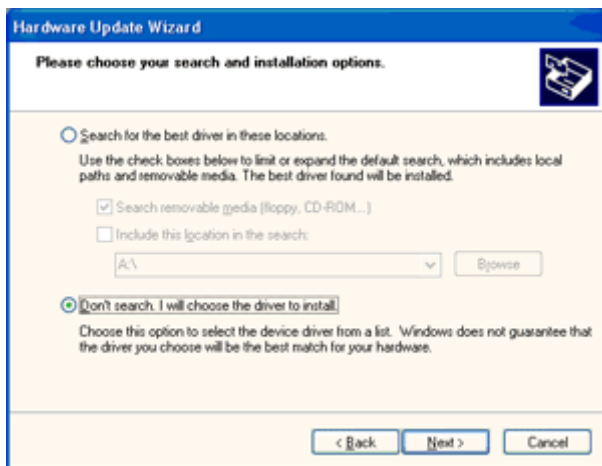 Hardware Update Wizard
Please choose your search and installation options.
Search for the best driver in these locations.
Use the check boxes below to limit or expand the default search, which includes local
paths and removable media. The best driver found will be installed.
Search removable media (floppy, CD-ROM...)
Include this location in the search:
A:\
Browse
Don't search. I will choose the driver to install.
Choose this option to select the device driver from a list. Windows does not guarantee that
the driver you choose will be the best match for your hardware.
< Back Next > Cancel